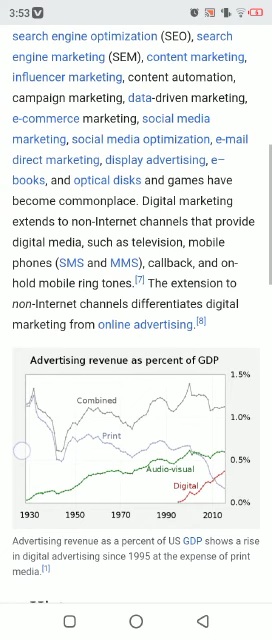 3:53
search engine optimization (SEO), search
engine marketing (SEM), content marketing,
influencer marketing, content automation,
campaign marketing, data-driven marketing,
e-commerce marketing, social media
marketing, social media optimization, e-mail
direct marketing, display advertising, e–
books, and optical disks and games have
become commonplace. Digital marketing
extends to non-Internet channels that provide
digital media, such as television, mobile
phones (SMS and MMS), callback, and on-
hold mobile ring tones.[7] The extension to
non-Internet channels differentiates digital
marketing from online advertising.[8]
Advertising revenue as percent of GDP
1.5%
Combined
1.0%
Print
0.5%
Audio-visual
Digital
0.0%
1930 1950 1970 1990 2010
Advertising revenue as a percent of US GDP shows a rise
in digital advertising since 1995 at the expense of print
media.[1]